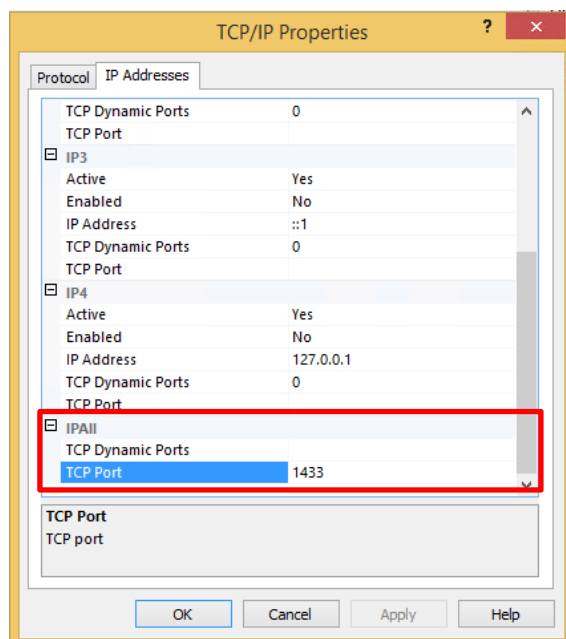 TCP/IP Properties ? ×
Protocol IP Addresses
TCP Dynamic Ports 0
TCP Port
IP3
Active Yes
Enabled No
IP Address ::1
TCP Dynamic Ports 0
TCP Port
IP4
Active Yes
Enabled No
IP Address 127.0.0.1
TCP Dynamic Ports 0
TCP Port
IPAll
TCP Dynamic Ports
TCP Port 1433
TCP Port
TCP port
OK Cancel Apply Help